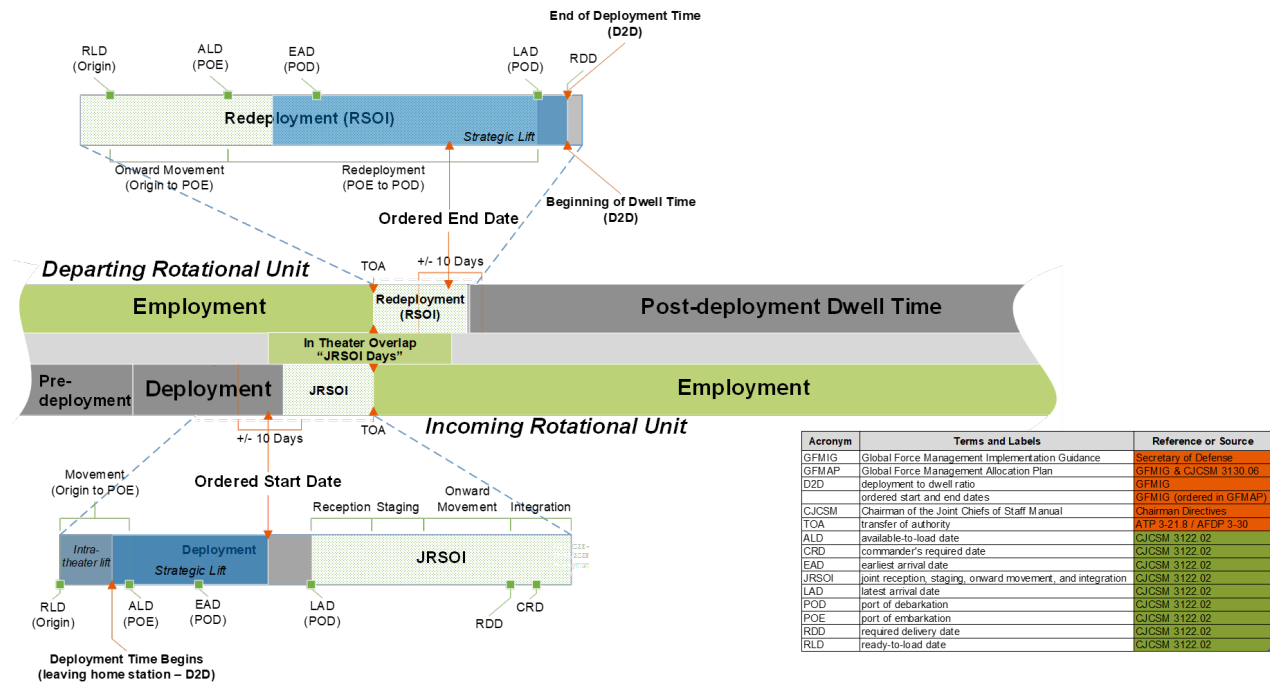 End of Deployment Time
(D2D)
RLD
(Origin)
ALD
(POE)
EAD
(POD)
LAD
(POD)
RDD
Redeployment (RSOI)
Strategic Lift
Onward Movement
(Origin to POE)
Redeployment
(POE to POD)
Beginning of Dwell Time
(D2D)
Ordered End Date
Departing Rotational Unit
TOA
+/- 10 Days
Employment
Redeployment
(RSOI)
Post-deployment Dwell Time
In Theater Overlap
“JRSOI Days”
Pre-
deployment
Deployment
JRSOI
Employment
+/- 10 Days
TOA
Incoming Rotational Unit
Movement
(Origin to POE)
Ordered Start Date
Reception
Staging
Onward
Movement
Integration
Intra-
theater lift
Deployment
Strategic Lift
JRSOI
RLD
(Origin)
ALD
(POE)
EAD
(POD)
LAD
(POD)
RDD
CRD
Deployment Time Begins
(leaving home station – D2D)
Acronym Terms and Labels Reference or Source
GFMIG Global Force Management Implementation Guidance Secretary of Defense
GFMAP Global Force Management Allocation Plan GFMIG & CJCSM 3130.06
D2D deployment to dwell ratio GFMIG
ordered start and end dates GFMIG (ordered in GFMAP)
CJCSM Chairman of the Joint Chiefs of Staff Manual Chairman Directives
TOA transfer of authority ATP 3-21.8 / AFDP 3-30
ALD available-to-load date CJCSM 3122.02
CRD commander's required date CJCSM 3122.02
EAD earliest arrival date CJCSM 3122.02
JRSOI joint reception, staging, onward movement, and integration CJCSM 3122.02
LAD latest arrival date CJCSM 3122.02
POD port of debarkation CJCSM 3122.02
POE port of embarkation CJCSM 3122.02
RDD required delivery date CJCSM 3122.02
RLD ready-to-load date CJCSM 3122.02